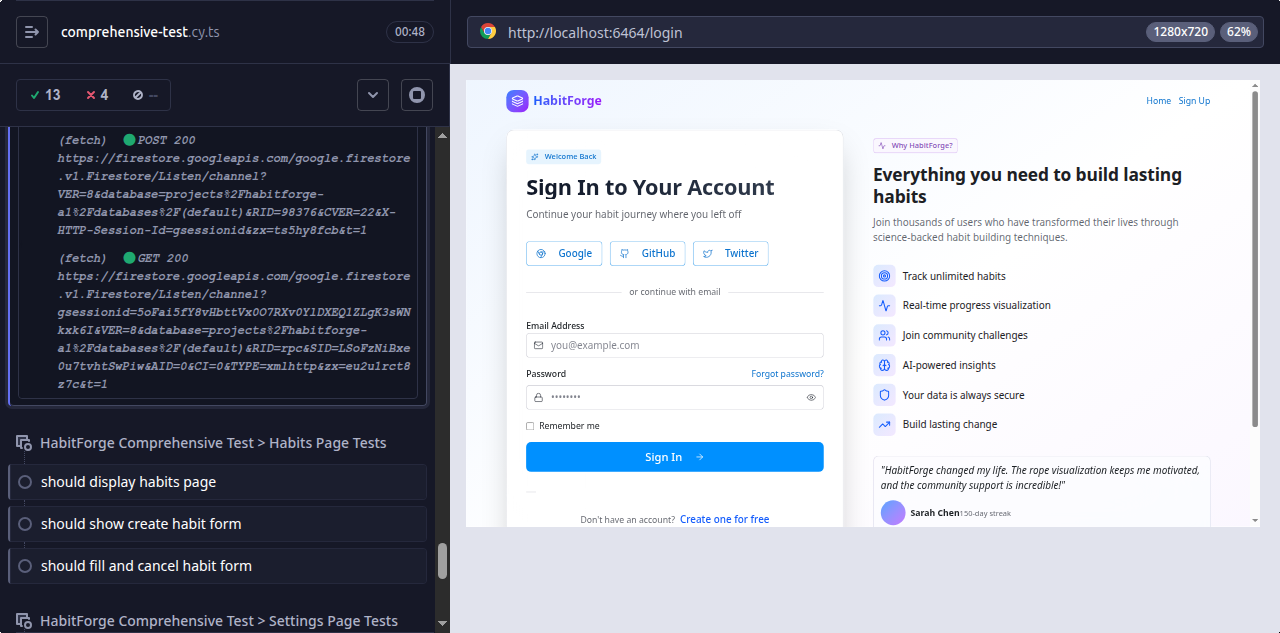 comprehensive-test.cy.ts
00:48
13
4
--
(fetch) POST 200
https://firestore.googleapis.com/google.firestore
.v1.Firestore/Listen/channel?
VER=8&database=projects%2Fhabitforge-
al%2Fdatabases%2F(default)&RID=98376&CVER=22&X-
HTTP-Session-Id=gsessionid&zx=ts5hy8fcb&t=1
(fetch) GET 200
https://firestore.googleapis.com/google.firestore
.v1.Firestore/Listen/channel?
gsessionid=5oFai5fY8vHbttVx0O7RXv0Y1DXEQ1ZLgK3sWN
kxk6I&VER=8&database=projects%2Fhabitforge-
al%2Fdatabases%2F(default)&RID=rpc&SID=LSoFzNiBxe
0u7tvhtSwPiw&AID=0&CI=0&TYPE=xmlhttp&zx=eu2ulrct8
z7c&t=1
HabitForge Comprehensive Test > Habits Page Tests
should display habits page
should show create habit form
should fill and cancel habit form
HabitForge Comprehensive Test > Settings Page Tests
http://localhost:6464/login
1280x720
62%
HabitForge
Home
Sign Up
Welcome Back
Sign In to Your Account
Continue your habit journey where you left off
Google
GitHub
Twitter
or continue with email
Email Address
you@example.com
Password
Forgot password?
••••••••
Remember me
Sign In
Don't have an account? Create one for free
Why HabitForge?
Everything you need to build lasting
habits
Join thousands of users who have transformed their lives through
science-backed habit building techniques.
Track unlimited habits
Real-time progress visualization
Join community challenges
AI-powered insights
Your data is always secure
Build lasting change
"HabitForge changed my life. The rope visualization keeps me motivated,
and the community support is incredible!"
Sarah Chen150-day streak